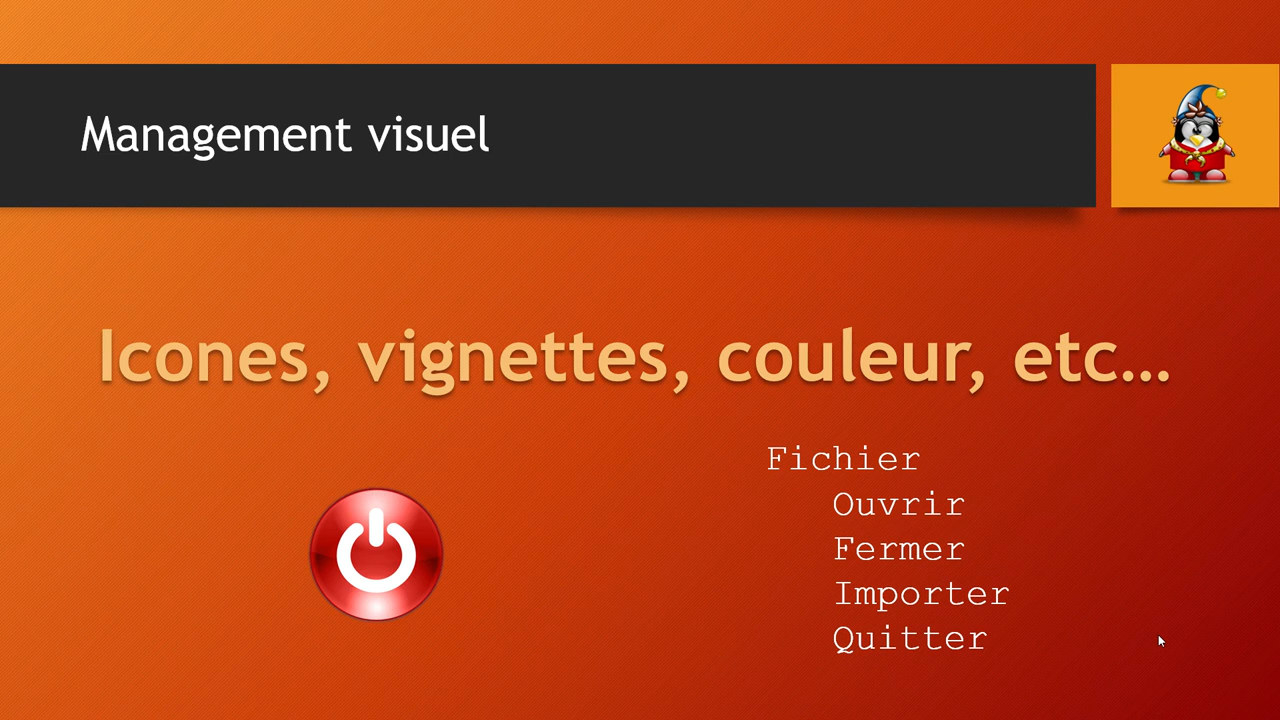 Management visuel
Icones, vignettes, couleur, etc…
Fichier
Ouvrir
Fermer
Importer
Quitter